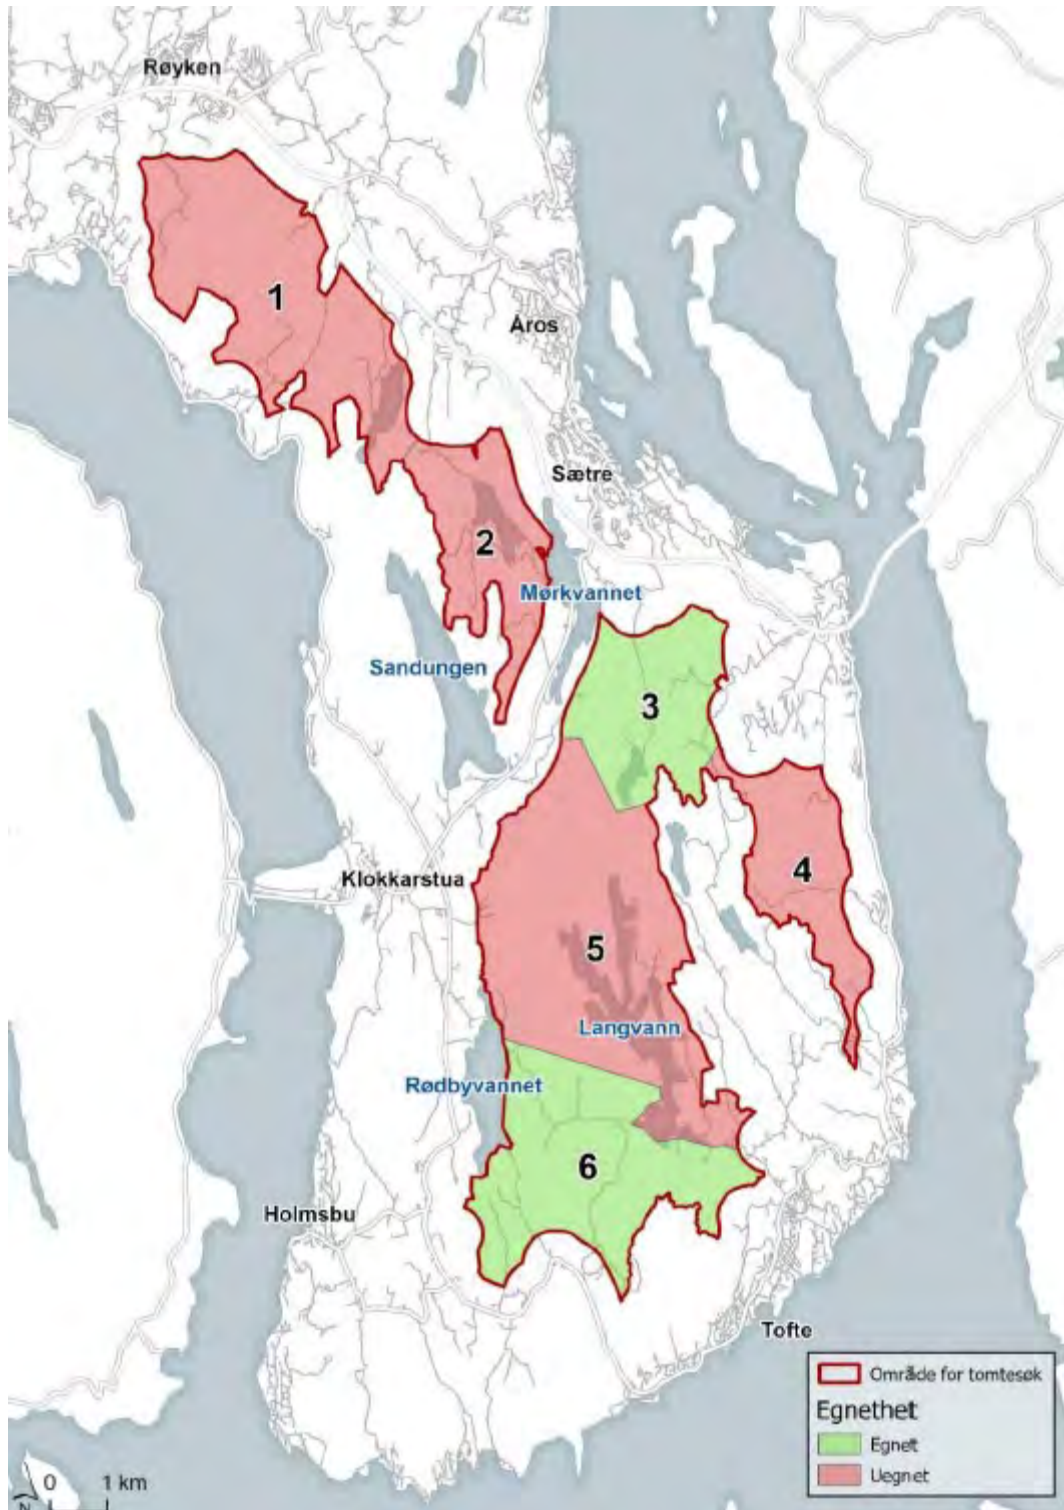 Røyken
1
Åros
Sætre
2
Mørkvannet
Sandungen
3
4
Klokkarstua
5
Langvann
Rødbyvannet
6
Holmsbu
Tofte
Område for tomtesøk
Egnethet
Egnet
Uegnet
0 1 km
N